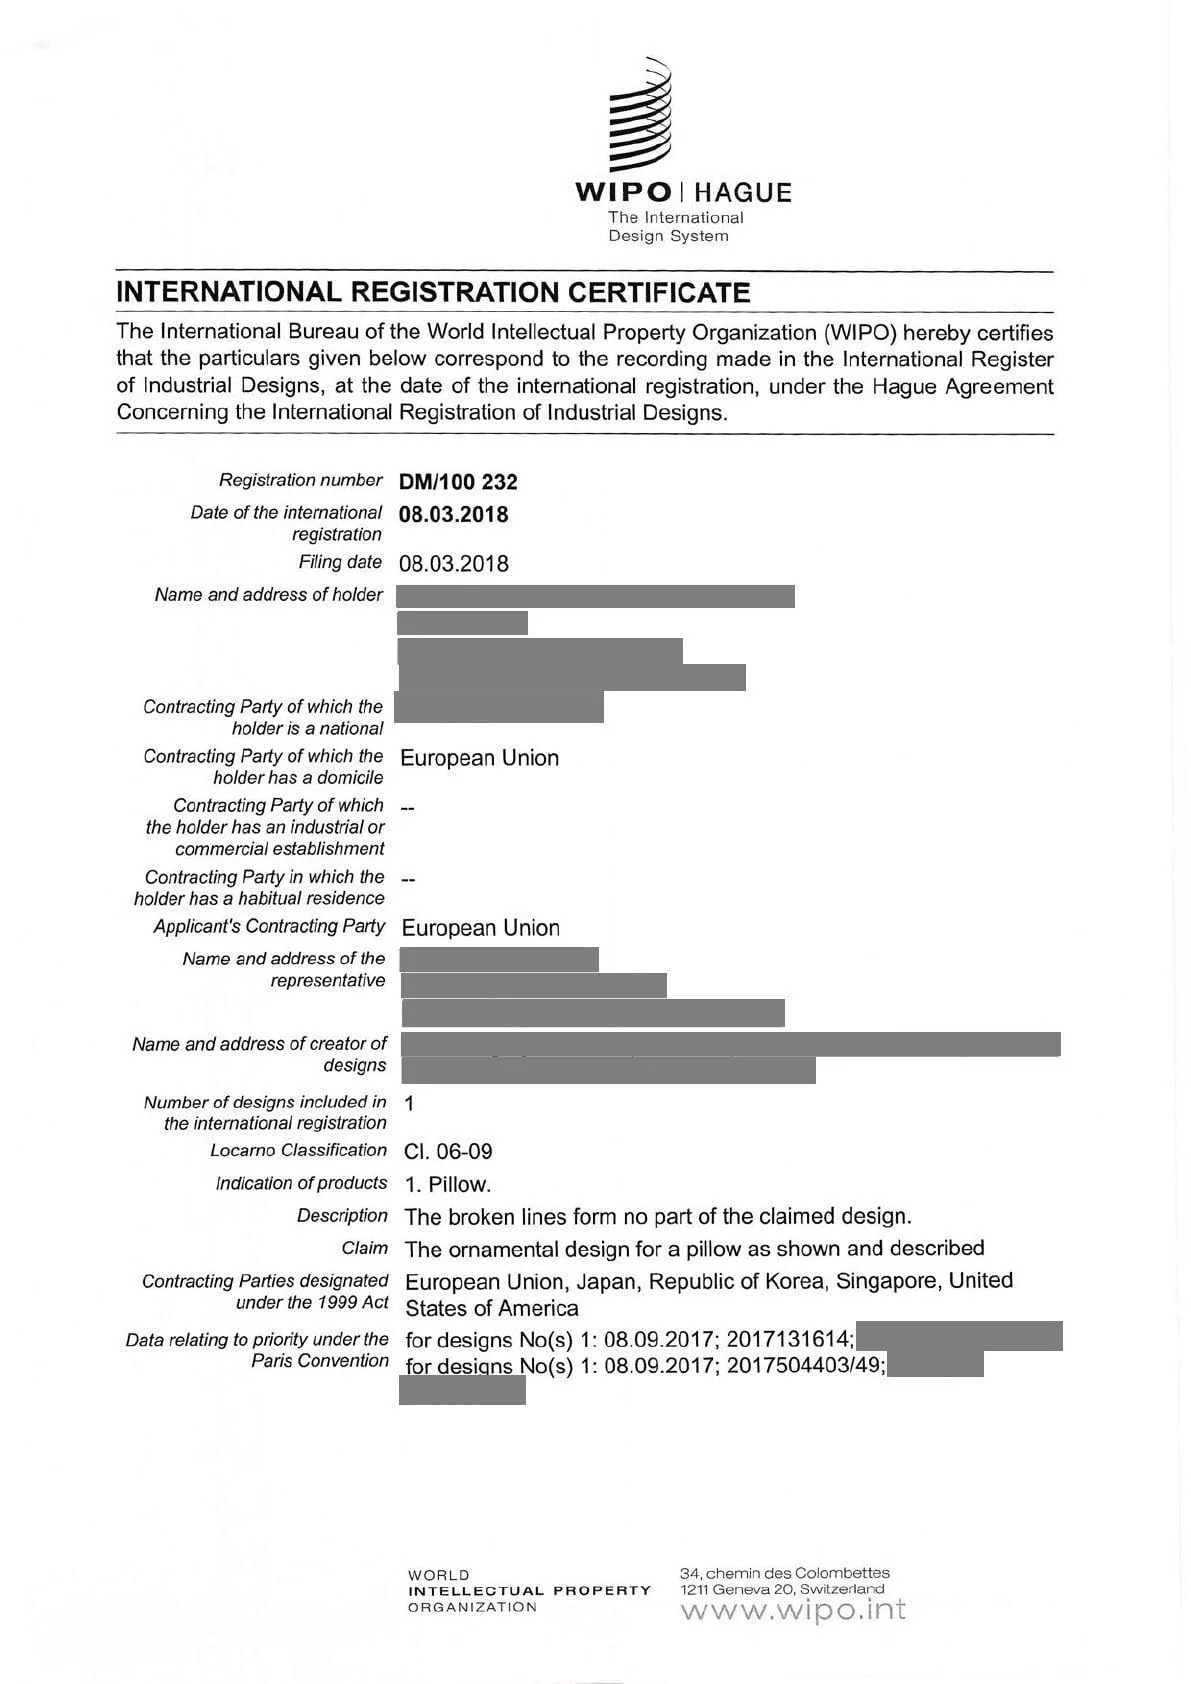 WIPO | HAGUE
The International
Design System
INTERNATIONAL REGISTRATION CERTIFICATE
The International Bureau of the World Intellectual Property Organization (WIPO) hereby certifies
that the particulars given below correspond to the recording made in the International Register
of Industrial Designs, at the date of the international registration, under the Hague Agreement
Concerning the International Registration of Industrial Designs.
Registration number DM/100 232
Date of the international 08.03.2018
registration
Filing date 08.03.2018
Name and address of holder
Contracting Party of which the
holder is a national
Contracting Party of which the European Union
holder has a domicile
Contracting Party of which --
the holder has an industrial or
commercial establishment
Contracting Party in which the --
holder has a habitual residence
Applicant's Contracting Party European Union
Name and address of the
representative
Name and address of creator of
designs
Number of designs included in 1
the international registration
Locarno Classification Cl. 06-09
Indication of products 1. Pillow.
Description The broken lines form no part of the claimed design.
Claim The ornamental design for a pillow as shown and described
Contracting Parties designated European Union, Japan, Republic of Korea, Singapore, United
under the 1999 Act States of America
Data relating to priority under the for designs No(s) 1: 08.09.2017; 2017131614;
Paris Convention for designs No(s) 1: 08.09.2017; 2017504403/49;
WORLD
INTELLECTUAL PROPERTY
ORGANIZATION
34, chemin des Colombettes
1211 Geneva 20, Switzerland
www.wipo.int